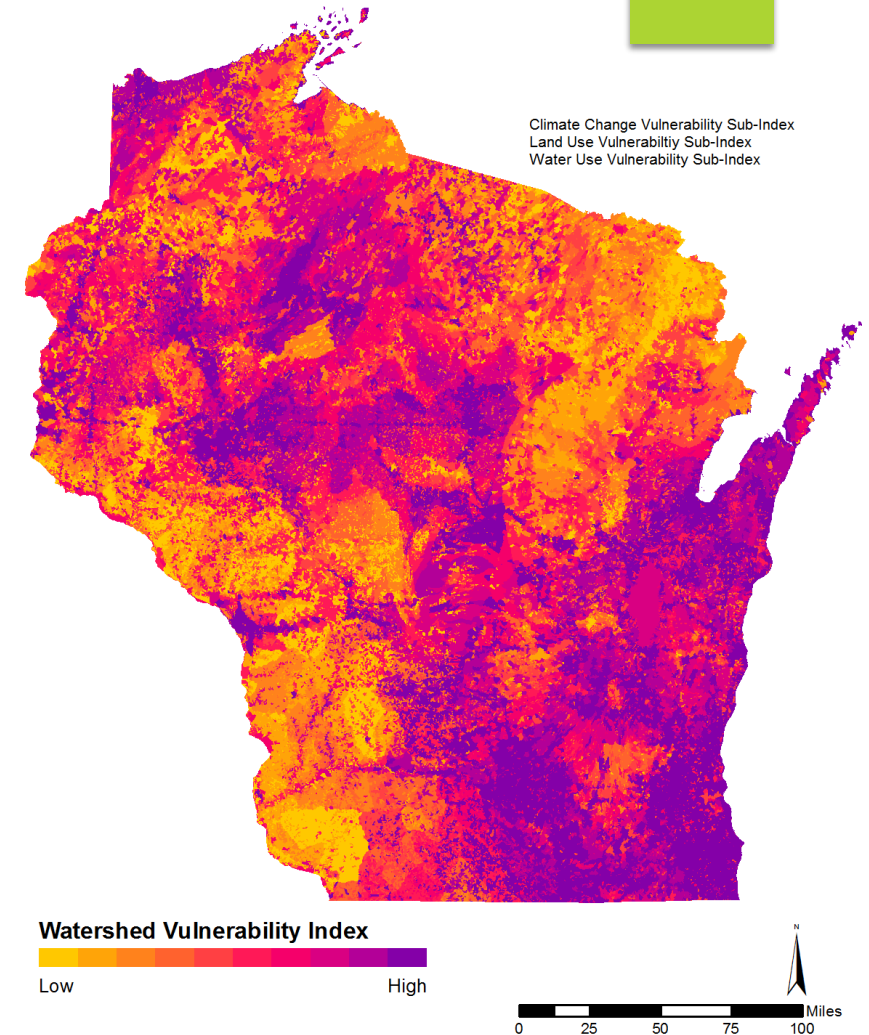 Climate Change Vulnerability Sub-Index
Land Use Vulnerabiltiy Sub-Index
Water Use Vulnerability Sub-Index
Watershed Vulnerability Index
Low High
N
Miles
0 25 50 75 100